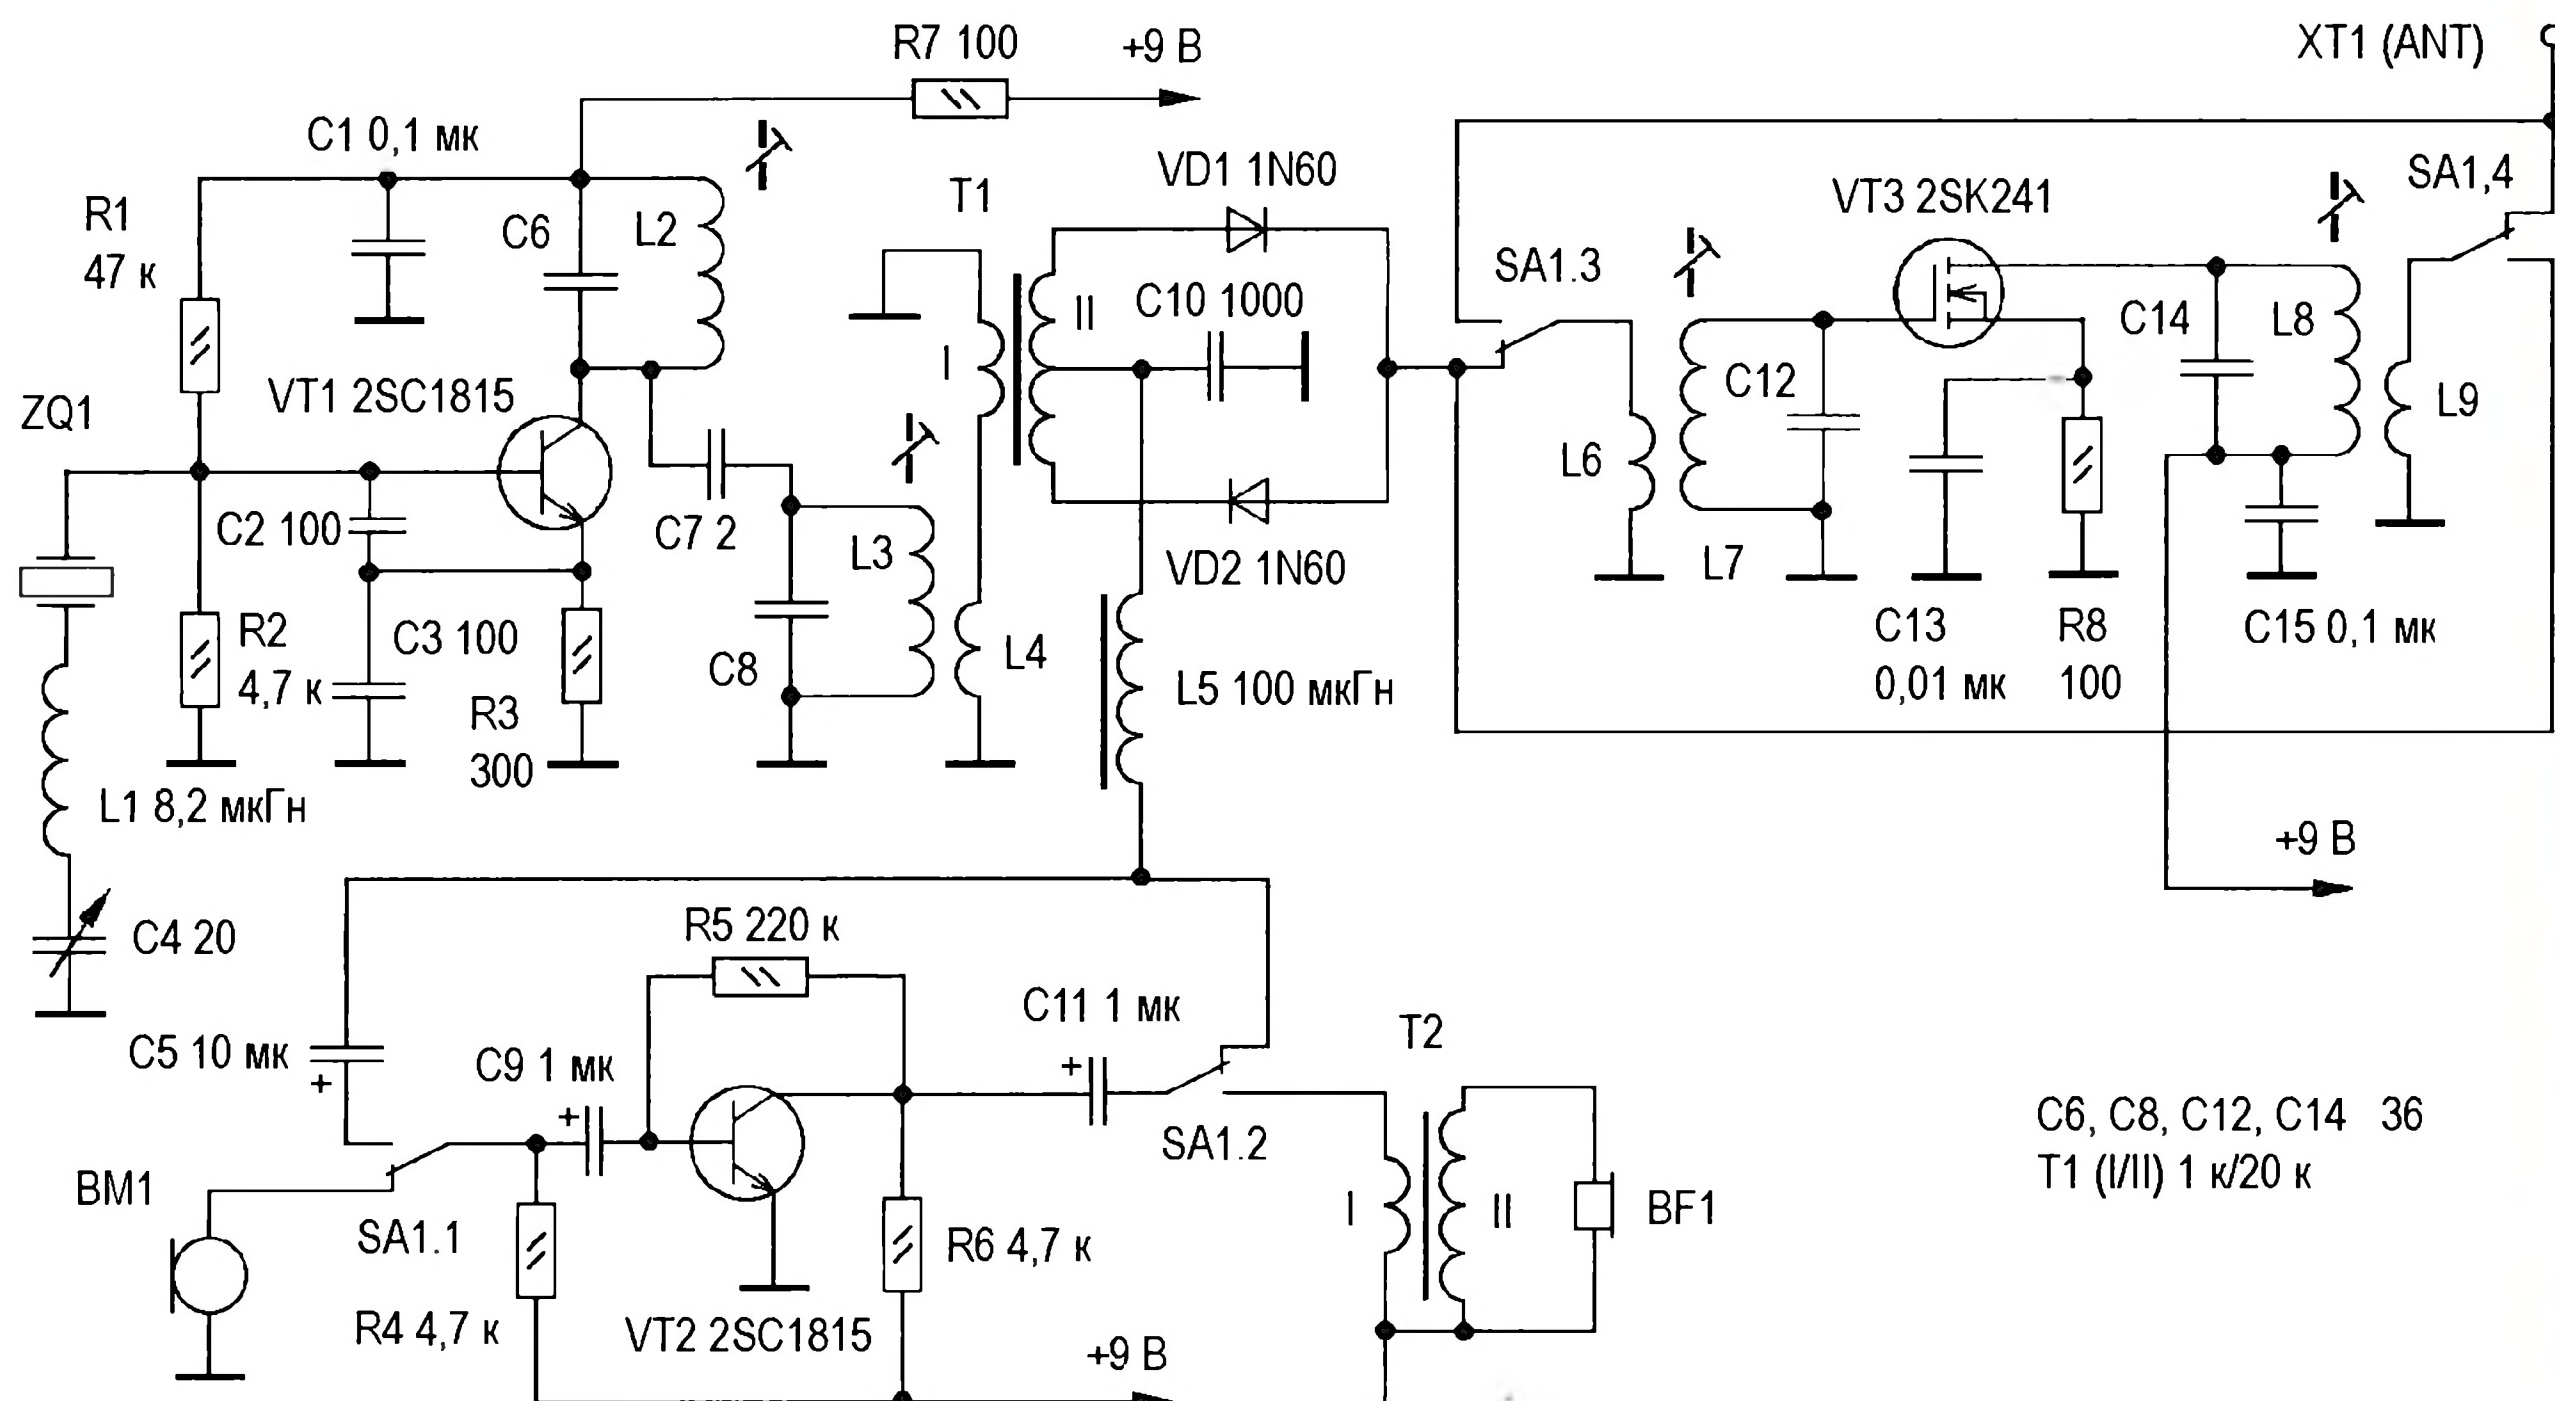 R7 100
+9 В
XT1 (ANT)
C1 0,1 мк
VD1 1N60
SA1,4
R1
47 к
C6
L2
T1
VT3 2SK241
SA1.3
C10 1000
I
II
C14
L8
ZQ1
VT1 2SC1815
C12
L9
C2 100
C7 2
L3
VD2 1N60
L6
L7
R2
4,7 к
C3 100
C8
L4
C13
0,01 мк
R8
100
C15 0,1 мк
R3
300
L5 100 мкГн
L1 8,2 мкГн
+9 В
C4 20
R5 220 к
C11 1 мк
T2
C5 10 мк
+
C9 1 мк
+
+
SA1.2
C6, C8, C12, C14 36
T1 (I/II) 1 к/20 к
BM1
SA1.1
R6 4,7 к
I
II
BF1
R4 4,7 к
VT2 2SC1815
+9 В